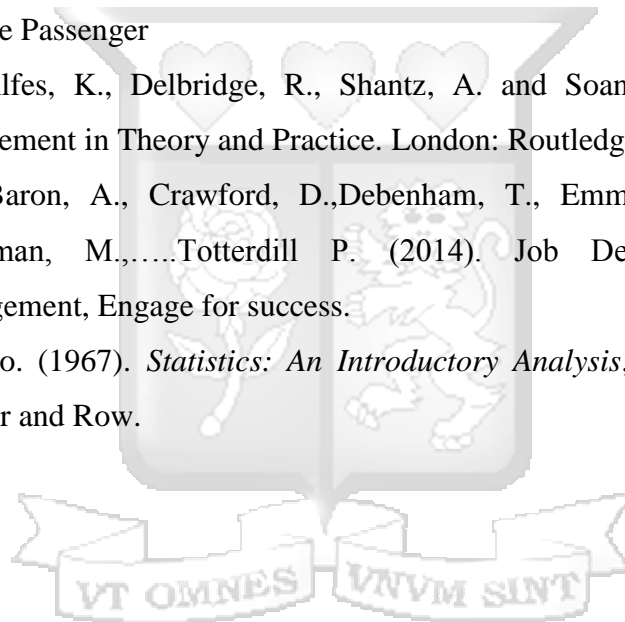 e Passenger
lfes, K., Delbridge, R., Shantz, A. and Soan
ement in Theory and Practice. London: Routledg
Baron, A., Crawford, D.,Debenham, T., Emm
man, M.,…..Totterdill P. (2014). Job De
gement, Engage for success.
o. (1967). Statistics: An Introductory Analysis,
r and Row.
VT OMNES VNVM SINT